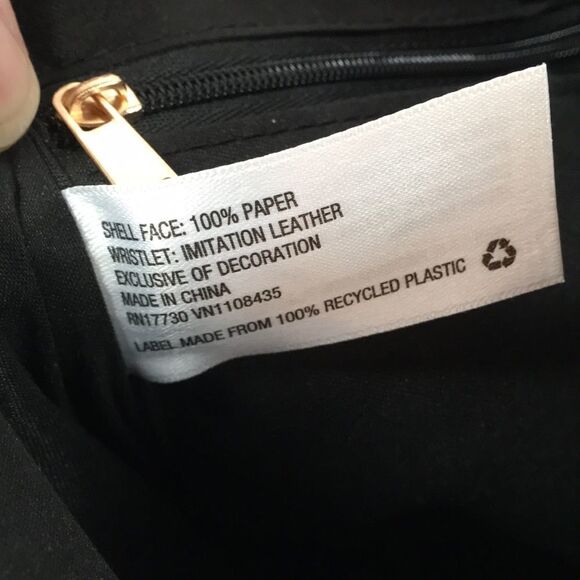 SHELL FACE: 100% PAPER
WRISTLET: IMITATION LEATHER
EXCLUSIVE OF DECORATION
MADE IN CHINA
RN17730 VN1108435
LABEL MADE FROM 100% RECYCLED PLASTIC